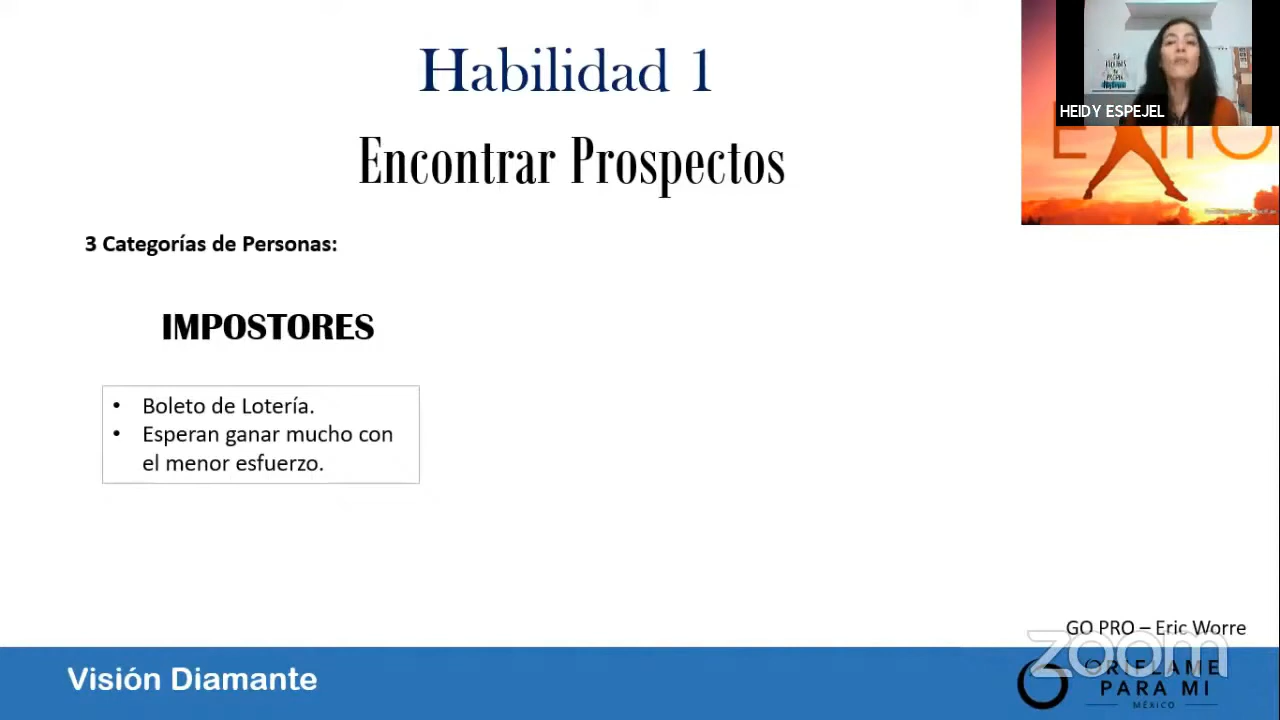 Habilidad 1
Encontrar Prospectos
HEIDY ESPEJEL
ÉXITO
3 Categorías de Personas:
IMPOSTORES
• Boleto de Lotería.
• Esperan ganar mucho con
el menor esfuerzo.
GO PRO – Eric Worre
zoom
Visión Diamante
ORIFLAME
PARA MI
MÉXICO